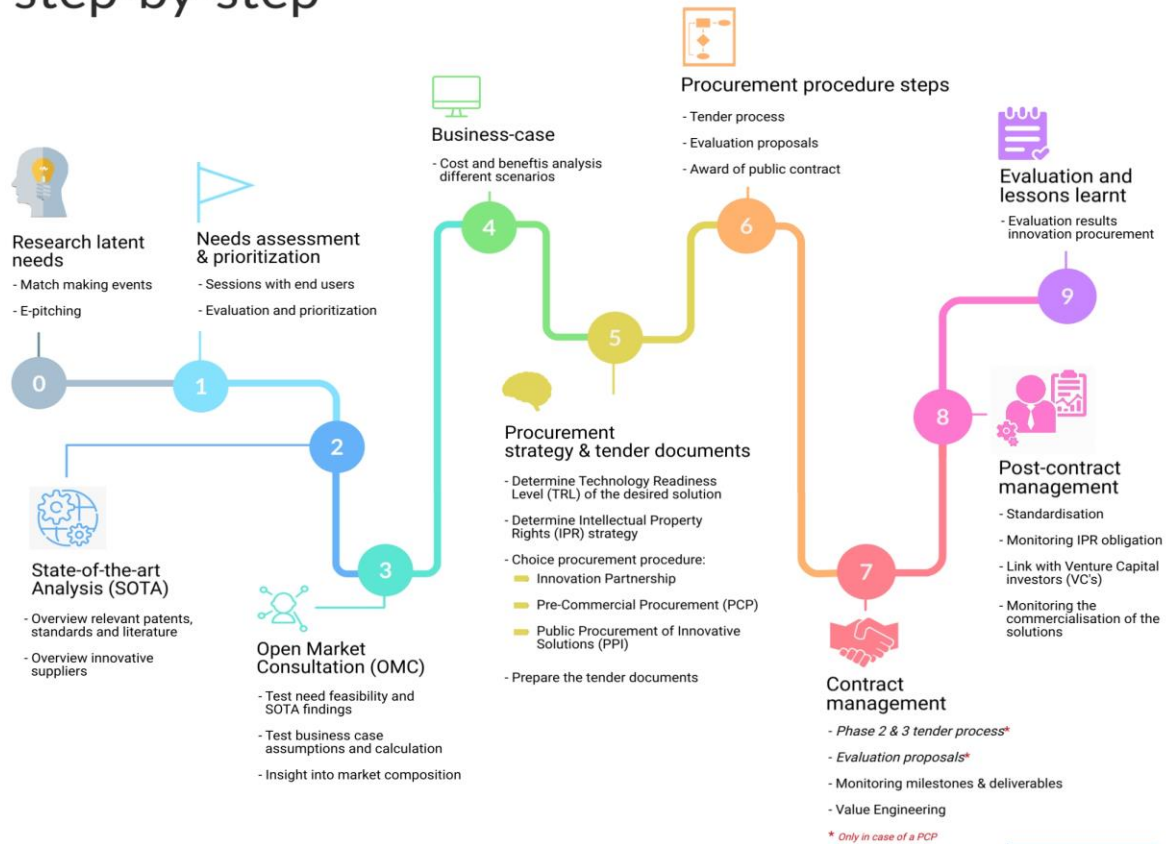 step-by-step
0
Research latent
needs
- Match making events
- E-pitching
1
Needs assessment
& prioritization
- Sessions with end users
- Evaluation and prioritization
2
State-of-the-art
Analysis (SOTA)
- Overview relevant patents,
standards and literature
- Overview innovative
suppliers
3
Open Market
Consultation (OMC)
- Test need feasibility and
SOTA findings
- Test business case
assumptions and calculation
- Insight into market composition
4
Business-case
- Cost and beneftis analysis
different scenarios
5
Procurement
strategy & tender documents
- Determine Technology Readiness
Level (TRL) of the desired solution
- Determine Intellectual Property
Rights (IPR) strategy
- Choice procurement procedure:
Innovation Partnership
Pre-Commercial Procurement (PCP)
Public Procurement of Innovative
Solutions (PPI)
- Prepare the tender documents
6
Procurement procedure steps
- Tender process
- Evaluation proposals
- Award of public contract
7
Contract
management
- Phase 2 & 3 tender process*
- Evaluation proposals*
- Monitoring milestones & deliverables
- Value Engineering
* Only in case of a PCP
8
Post-contract
management
- Standardisation
- Monitoring IPR obligation
- Link with Venture Capital
investors (VC's)
- Monitoring the
commercialisation of the
solutions
9
Evaluation and
lessons learnt
- Evaluation results
innovation procurement